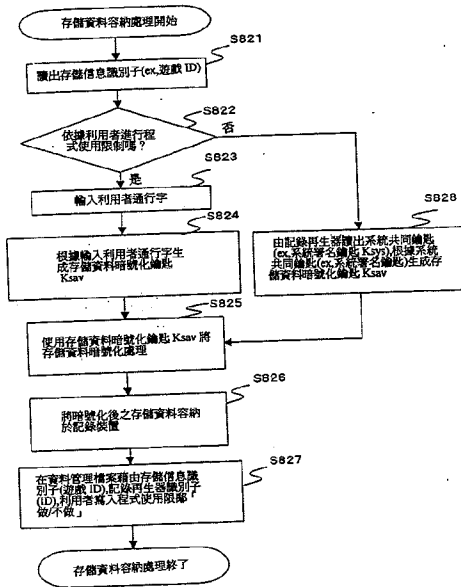 存儲資料容納處理開始
S821
讀出存儲信息識別子(ex,遊戲 ID)
S822
依據利用者進行程
式使用限制嗎？
否
是
S823
輸入利用者通行字
S824
根據輸入利用者通行字生
成存儲資料暗號化鑰匙
Ksav
S828
由記錄再生器讀出系統共同鑰匙
(ex,系統署名鑰匙 Ksys),根據系統
共同鑰匙(ex,系統署名鑰匙)生成存
儲資料暗號化鑰匙 Ksav
S825
使用存儲資料暗號化鑰匙 Ksav 將
存儲資料暗號化處理
S826
將暗號化後之存儲資料容納
於記錄裝置
S827
在資料管理檔案藉由存儲信息識
別子(遊戲 ID),記錄再生器識別子
(ID),利用者寫入程式使用限鄰「
做/不做」
存儲資料容納處理終了